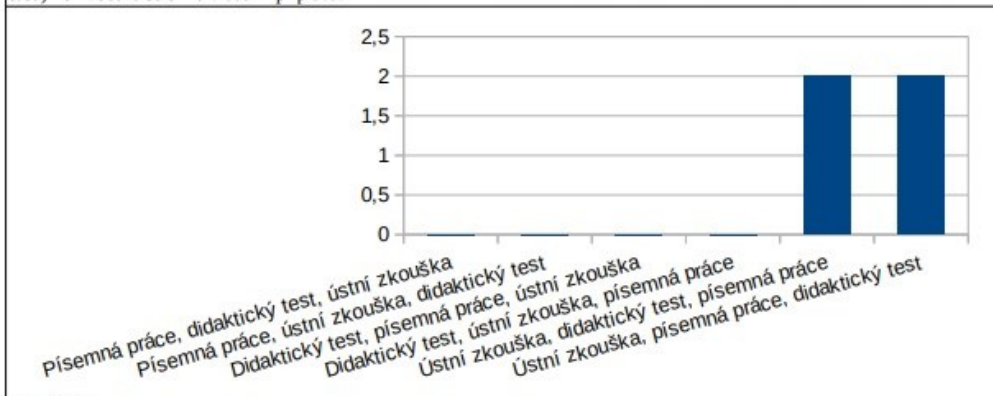 2,5
2
1,5
1
0,5
0
Písemná práce, didaktický test, ústní zkouška
Písemná práce, ústní zkouška, didaktický test
Didaktický test, písemná práce, ústní zkouška
Didaktický test, ústní zkouška, písemná práce
Ústní zkouška, didaktický test, písemná práce
Ústní zkouška, písemná práce, didaktický test